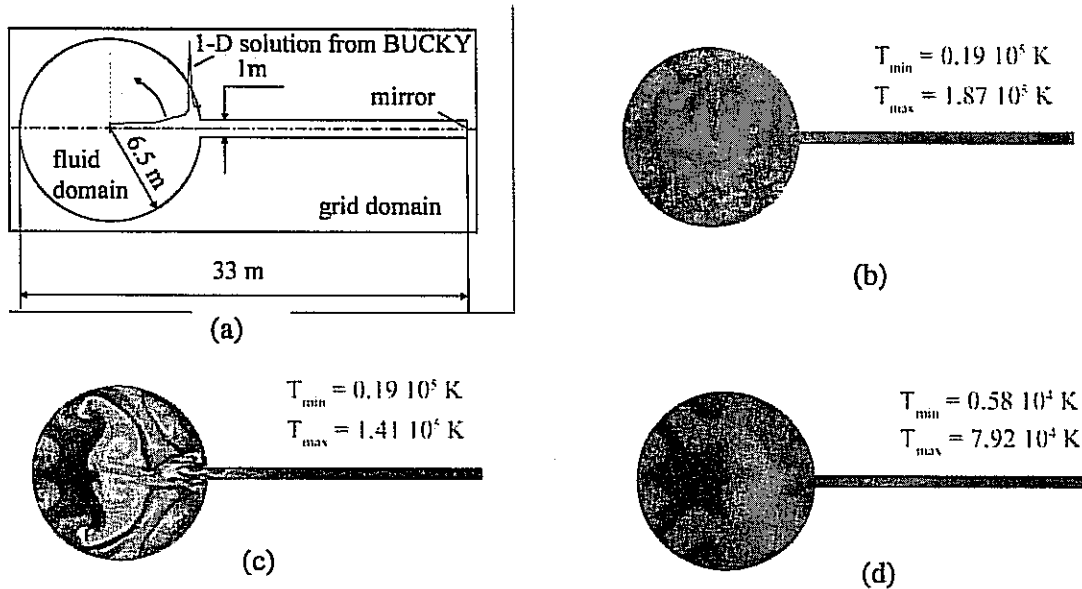 1-D solution from BUCKY
1m
mirror
6.5 m
fluid
domain
grid domain
33 m
(a)
T_min = 0.19 10^5 K
T_max = 1.87 10^5 K
(b)
T_min = 0.19 10^5 K
T_max = 1.41 10^5 K
(c)
T_min = 0.58 10^4 K
T_max = 7.92 10^4 K
(d)